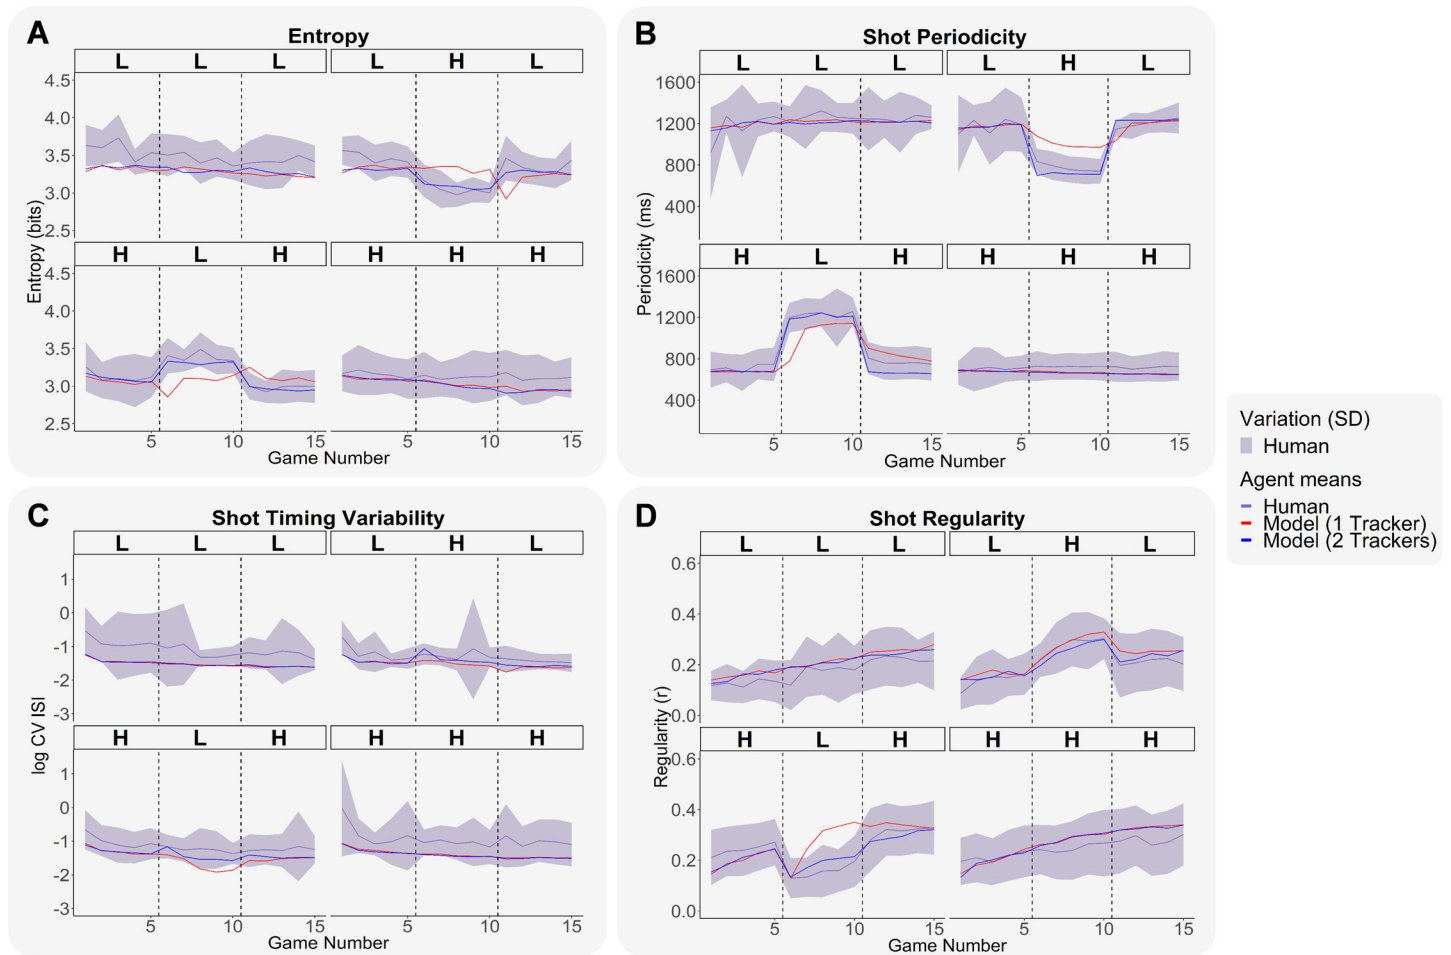 A
Entropy
L L L L H L
4.5
4.0
3.5
3.0
2.5
Entropy (bits)
H L H H H H
4.5
4.0
3.5
3.0
2.5
5 10 15 5 10 15
Game Number
B
Shot Periodicity
L L L L H L
1600
1200
800
400
Periodicity (ms)
H L H H H H
1600
1200
800
400
5 10 15 5 10 15
Game Number
C
Shot Timing Variability
L L L L H L
1
0
-1
-2
-3
log CV ISI
H L H H H H
1
0
-1
-2
-3
5 10 15 5 10 15
Game Number
D
Shot Regularity
L L L L H L
0.6
0.4
0.2
0.0
Regularity (r)
H L H H H H
0.6
0.4
0.2
0.0
5 10 15 5 10 15
Game Number
Variation (SD)
Human
Agent means
Human
Model (1 Tracker)
Model (2 Trackers)